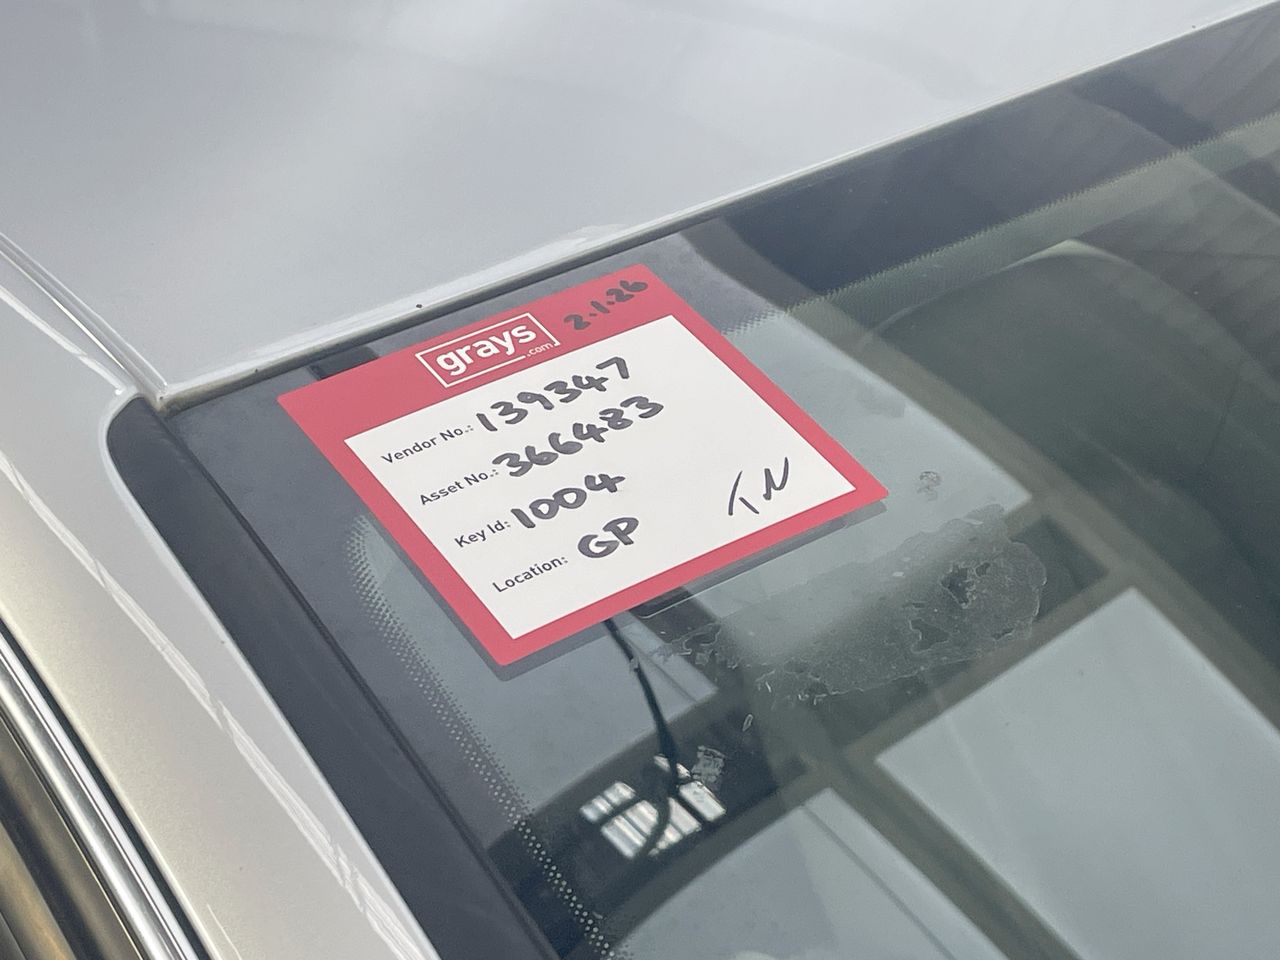 grays
.com
2.1.26
Vendor No.: 139347
Asset No.: 366483
Key Id: 1004
Location: GP
TN